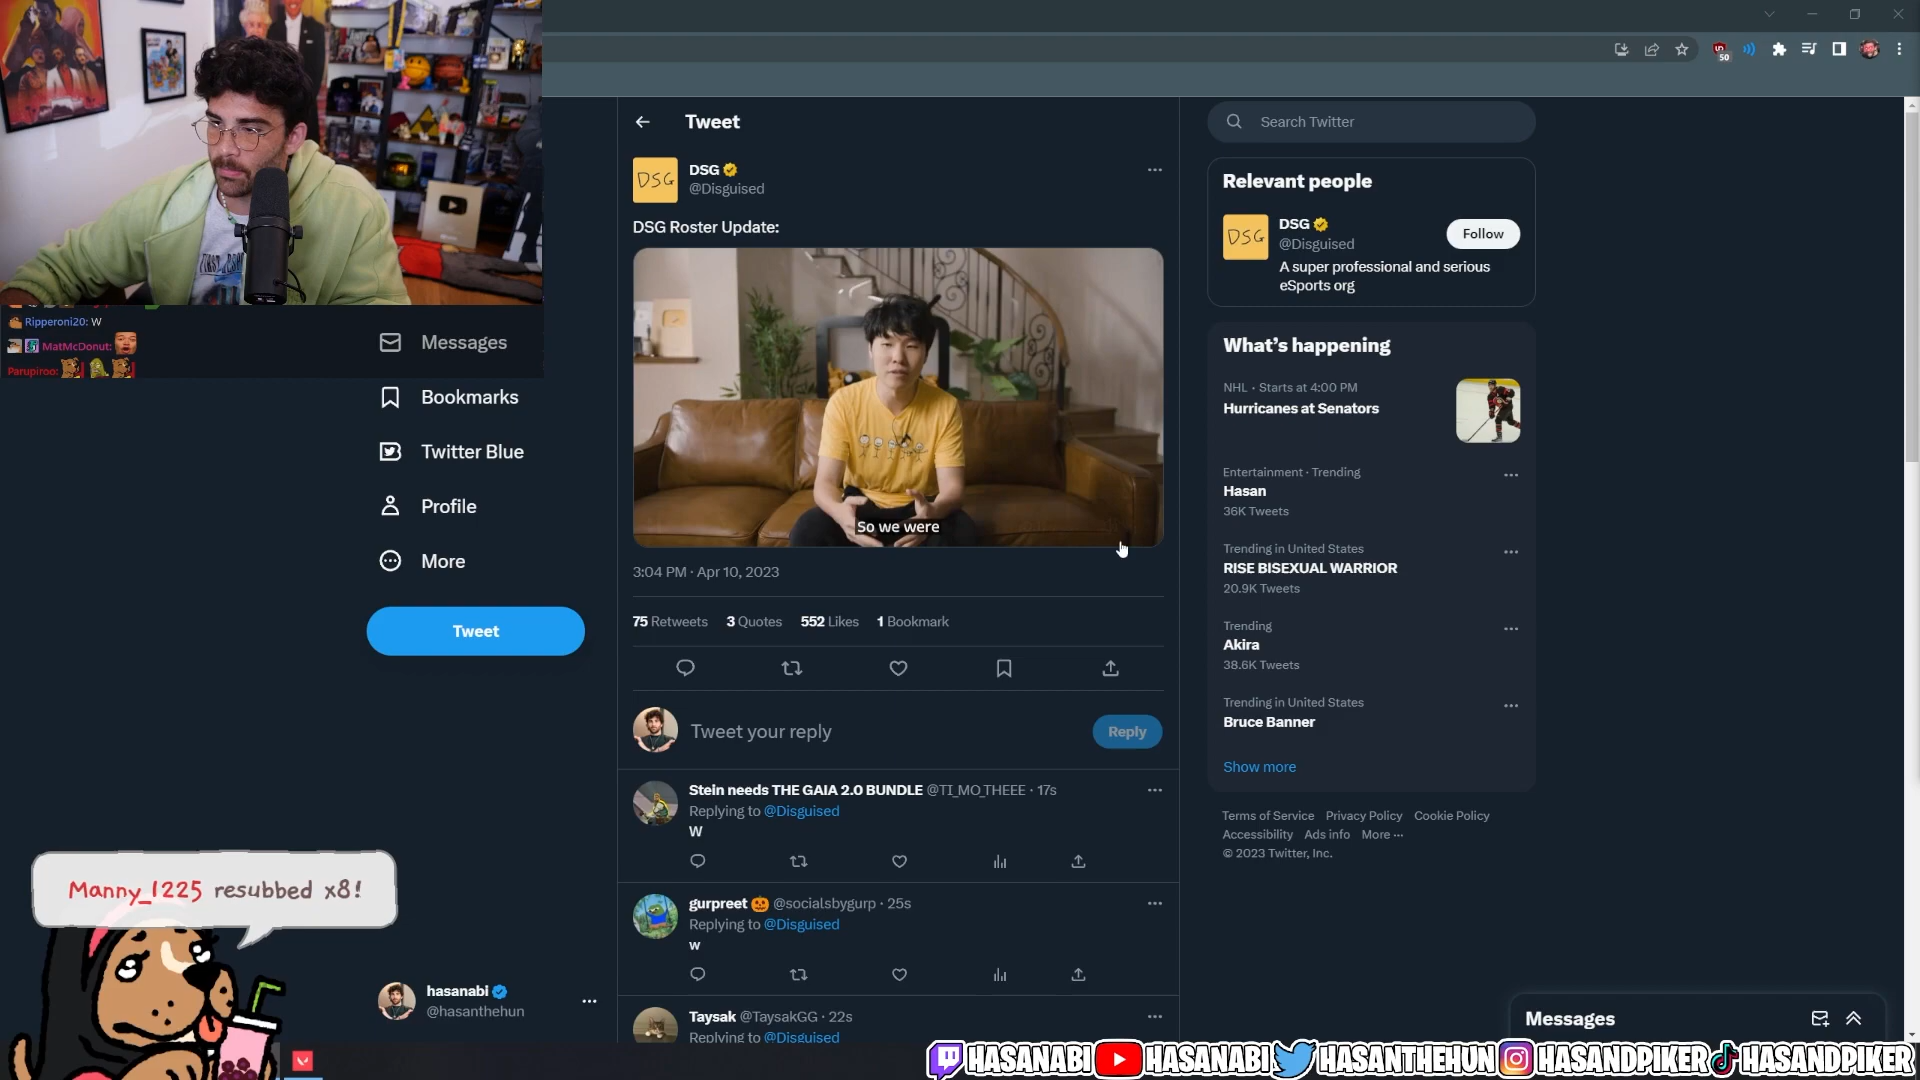 50
Tweet
Search Twitter
DSG
DSG
@Disguised
DSG Roster Update:
So we were
3:04 PM · Apr 10, 2023
75 Retweets 3 Quotes 552 Likes 1 Bookmark
Tweet your reply
Reply
Stein needs THE GAIA 2.0 BUNDLE @TI_MO_THEEE · 17s
Replying to @Disguised
W
gurpreet 🎃 @socialsbygurp · 25s
Replying to @Disguised
w
Taysak @TaysakGG · 22s
Replying to @Disguised
Relevant people
DSG
DSG
@Disguised
Follow
A super professional and serious
eSports org
What's happening
NHL · Starts at 4:00 PM
Hurricanes at Senators
Entertainment · Trending
Hasan
36K Tweets
Trending in United States
RISE BISEXUAL WARRIOR
20.9K Tweets
Trending
Akira
38.6K Tweets
Trending in United States
Bruce Banner
Show more
Terms of Service Privacy Policy Cookie Policy
Accessibility Ads info More ···
© 2023 Twitter, Inc.
Messages
Ripperoni20: W
MatMcDonut:
Parupiroo:
Messages
Bookmarks
Twitter Blue
Profile
More
Tweet
Manny_1225 resubbed x8!
hasanabi
@hasanthehun
HASANABI HASANABI HASANTHEHUN HASANDPIKER HASANDPIKER